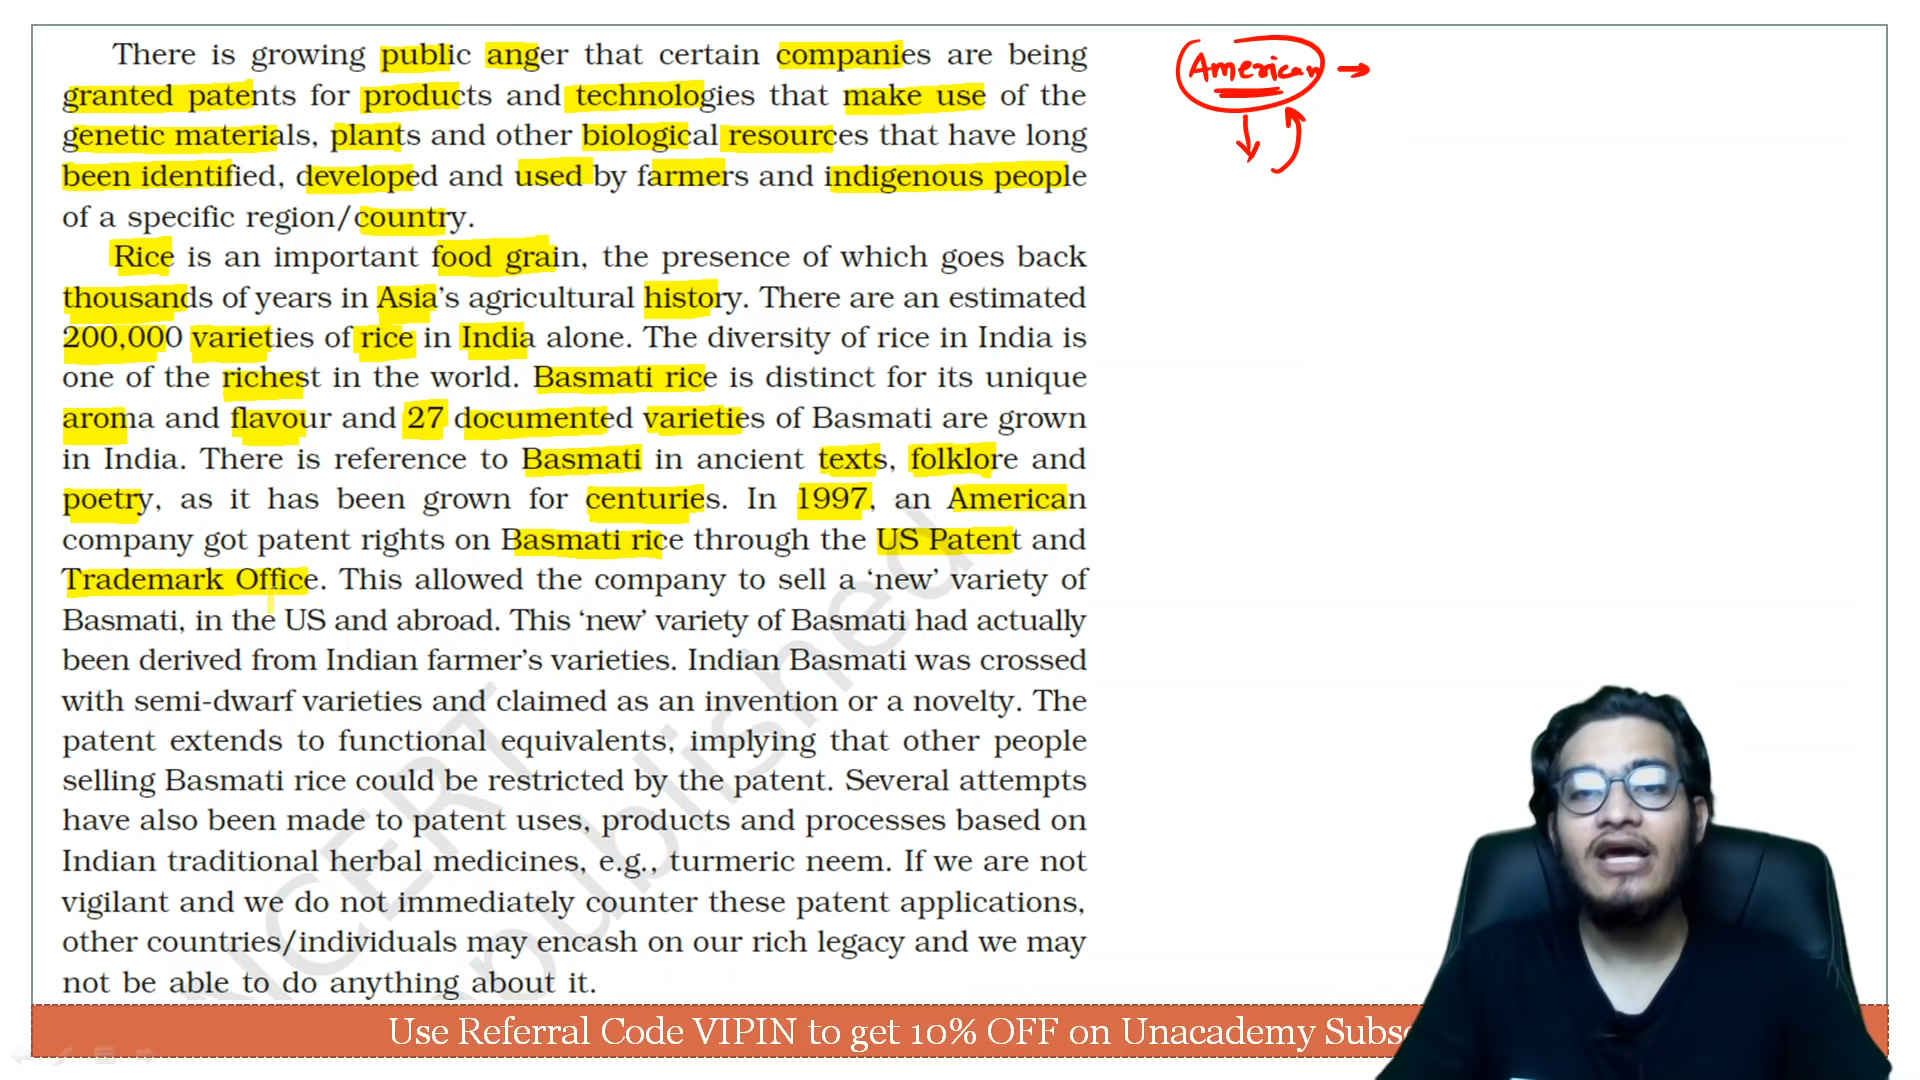 There is growing public anger that certain companies are being
granted patents for products and technologies that make use of the
genetic materials, plants and other biological resources that have long
been identified, developed and used by farmers and indigenous people
of a specific region/country.
Rice is an important food grain, the presence of which goes back
thousands of years in Asia's agricultural history. There are an estimated
200,000 varieties of rice in India alone. The diversity of rice in India is
one of the richest in the world. Basmati rice is distinct for its unique
aroma and flavour and 27 documented varieties of Basmati are grown
in India. There is reference to Basmati in ancient texts, folklore and
poetry, as it has been grown for centuries. In 1997, an American
company got patent rights on Basmati rice through the US Patent and
Trademark Office. This allowed the company to sell a ‘new’ variety of
Basmati, in the US and abroad. This ‘new’ variety of Basmati had actually
been derived from Indian farmer’s varieties. Indian Basmati was crossed
with semi-dwarf varieties and claimed as an invention or a novelty. The
patent extends to functional equivalents, implying that other people
selling Basmati rice could be restricted by the patent. Several attempts
have also been made to patent uses, products and processes based on
Indian traditional herbal medicines, e.g., turmeric neem. If we are not
vigilant and we do not immediately counter these patent applications,
other countries/individuals may encash on our rich legacy and we may
not be able to do anything about it.
American
NCERT
published
Use Referral Code VIPIN to get 10% OFF on Unacademy Subsc